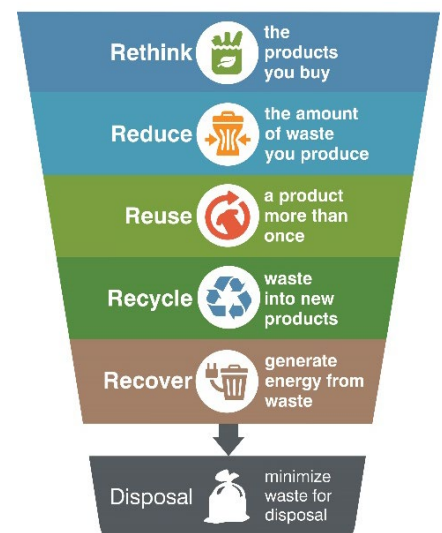 Rethink
the
products
you buy
Reduce
the amount
of waste
you produce
Reuse
a product
more than
once
Recycle
waste
into new
products
Recover
generate
energy from
waste
Disposal
minimize
waste for
disposal